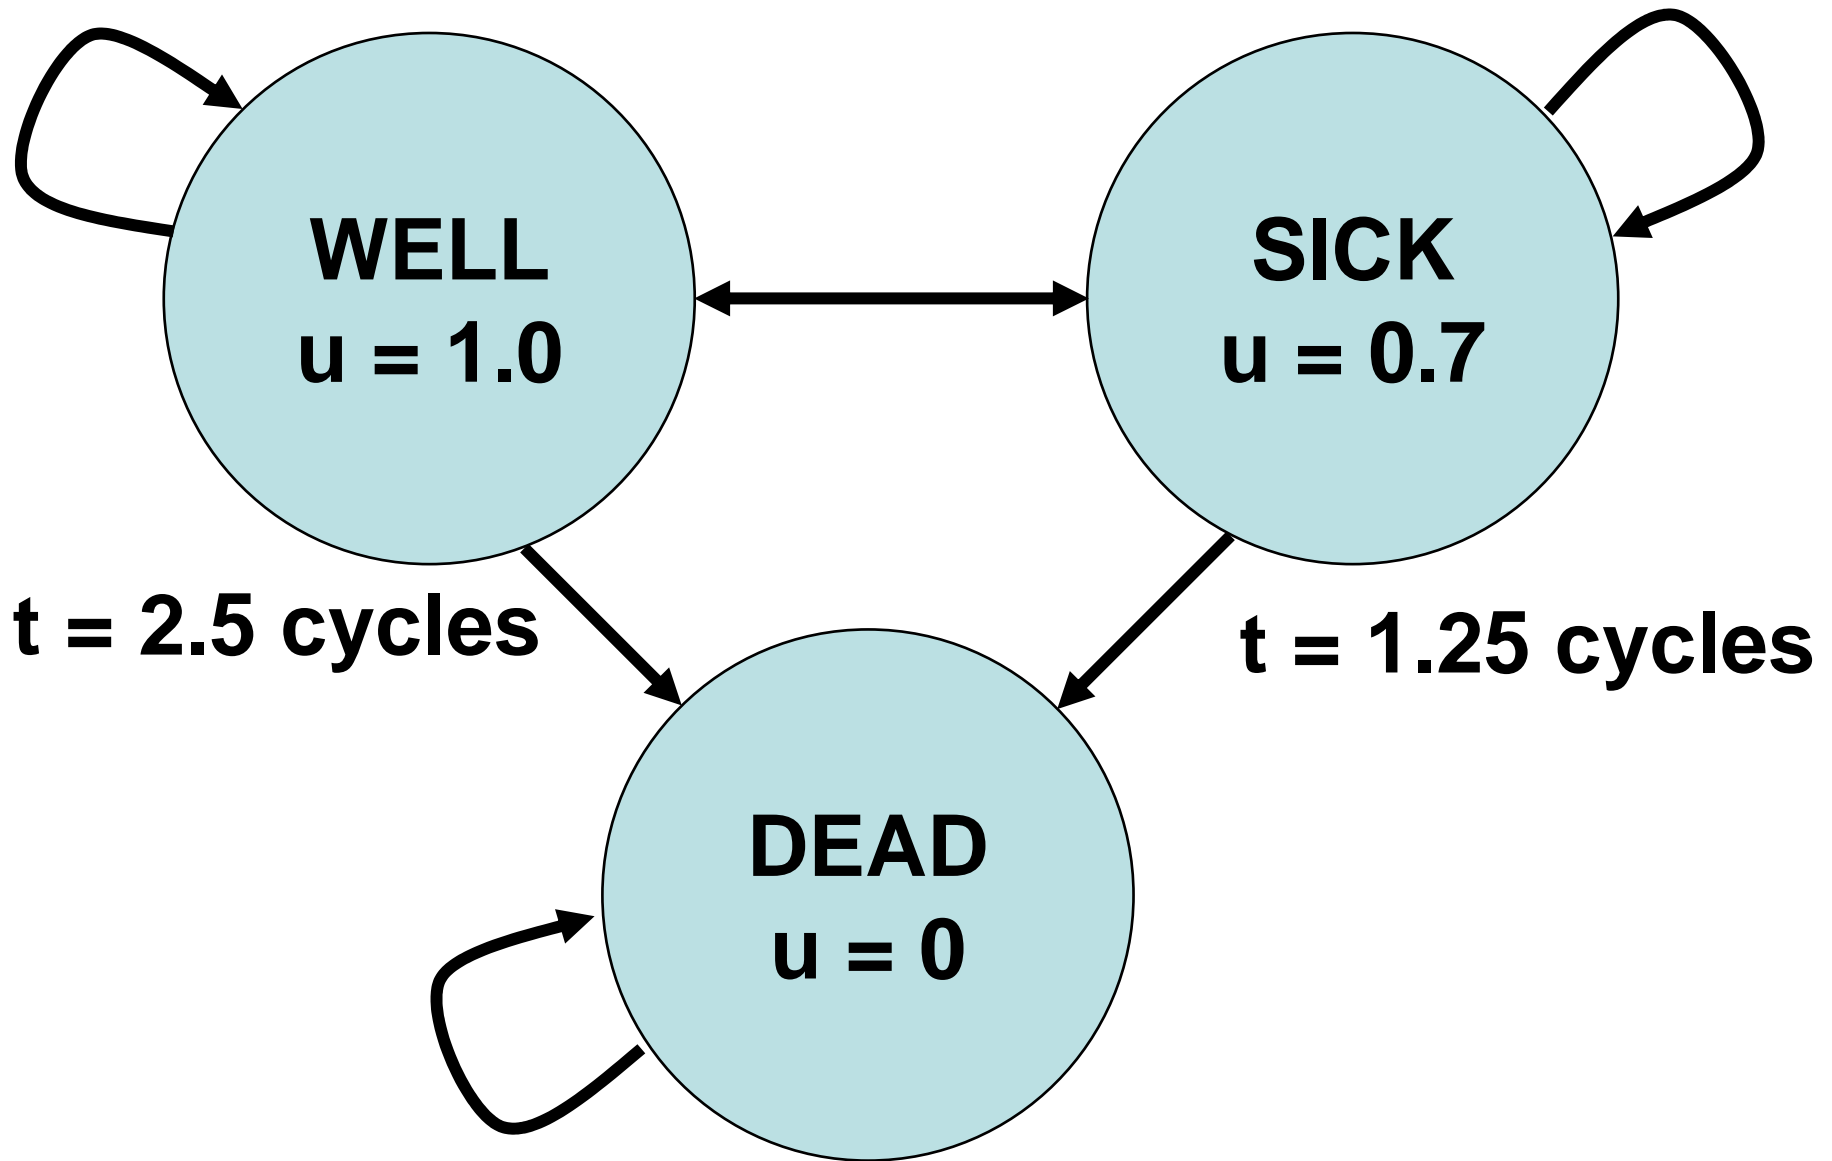 WELL
u = 1.0
SICK
u = 0.7
t = 2.5 cycles
t = 1.25 cycles
DEAD
u = 0